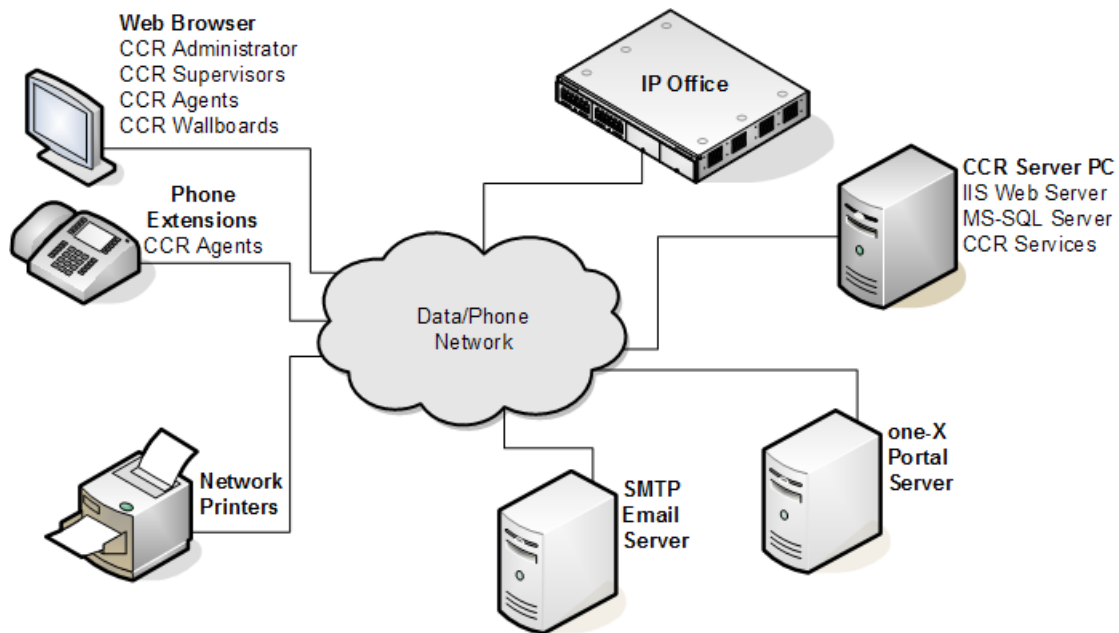 Web Browser
CCR Administrator
CCR Supervisors
CCR Agents
CCR Wallboards
IP Office
Phone
Extensions
CCR Agents
CCR Server PC
IIS Web Server
MS-SQL Server
CCR Services
Data/Phone
Network
one-X
Portal
Server
Network
Printers
SMTP
Email
Server